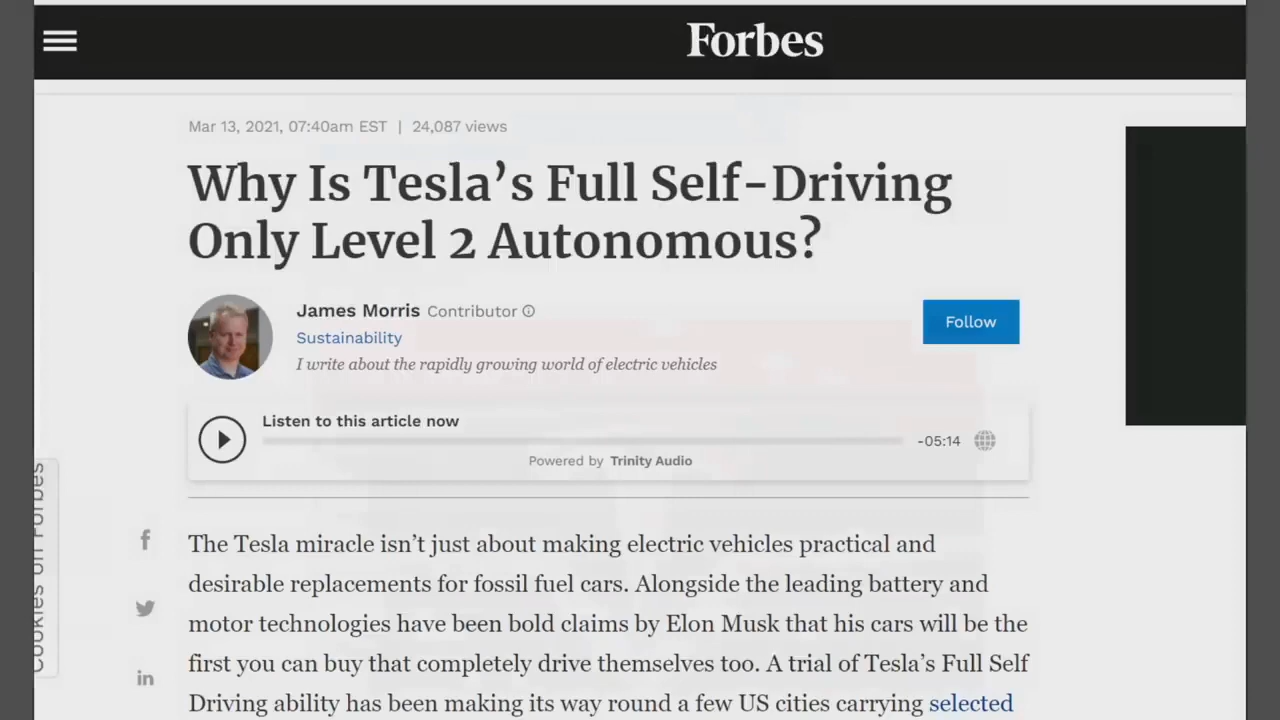 Forbes
Mar 13, 2021, 07:40am EST | 24,087 views
Why Is Tesla’s Full Self-Driving
Only Level 2 Autonomous?
James Morris Contributor
Sustainability
I write about the rapidly growing world of electric vehicles
Follow
Listen to this article now
-05:14
Powered by Trinity Audio
Cookies on Forbes
The Tesla miracle isn’t just about making electric vehicles practical and
desirable replacements for fossil fuel cars. Alongside the leading battery and
motor technologies have been bold claims by Elon Musk that his cars will be the
first you can buy that completely drive themselves too. A trial of Tesla’s Full Self
Driving ability has been making its way round a few US cities carrying selected